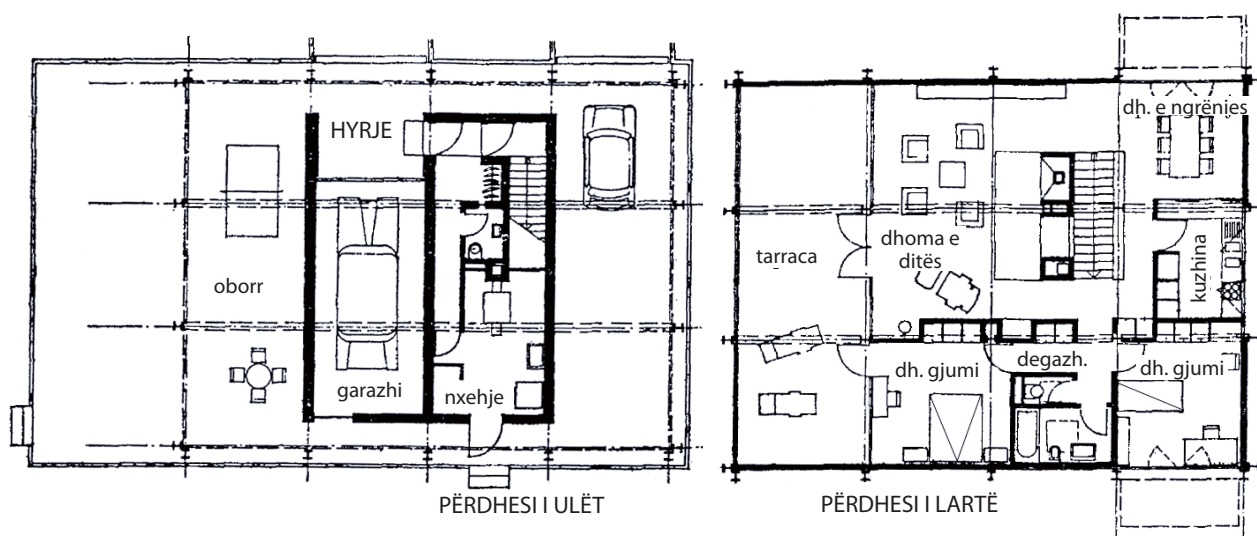 HYRJE
oborr
garazhi
nxehje
PËRDHESI I ULËT
dh. e ngrënies
dhoma e
ditës
tarraca
kuzhina
dh. gjumi
degazh.
dh. gjumi
PËRDHESI I LARTË